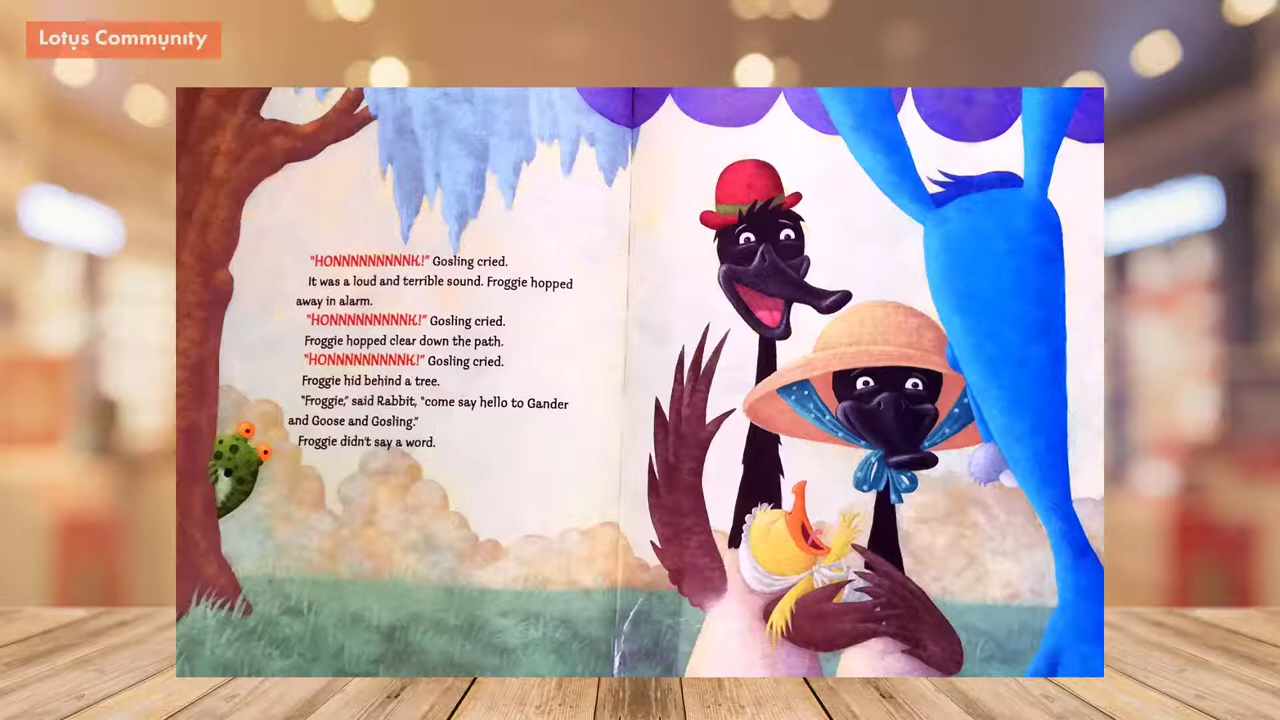 Lotus Community
"HONNNNNNNNNK!" Gosling cried.
It was a loud and terrible sound. Froggie hopped
away in alarm.
"HONNNNNNNNNK!" Gosling cried.
Froggie hopped clear down the path.
"HONNNNNNNNNK!" Gosling cried.
Froggie hid behind a tree.
"Froggie," said Rabbit, "come say hello to Gander
and Goose and Gosling."
Froggie didn't say a word.